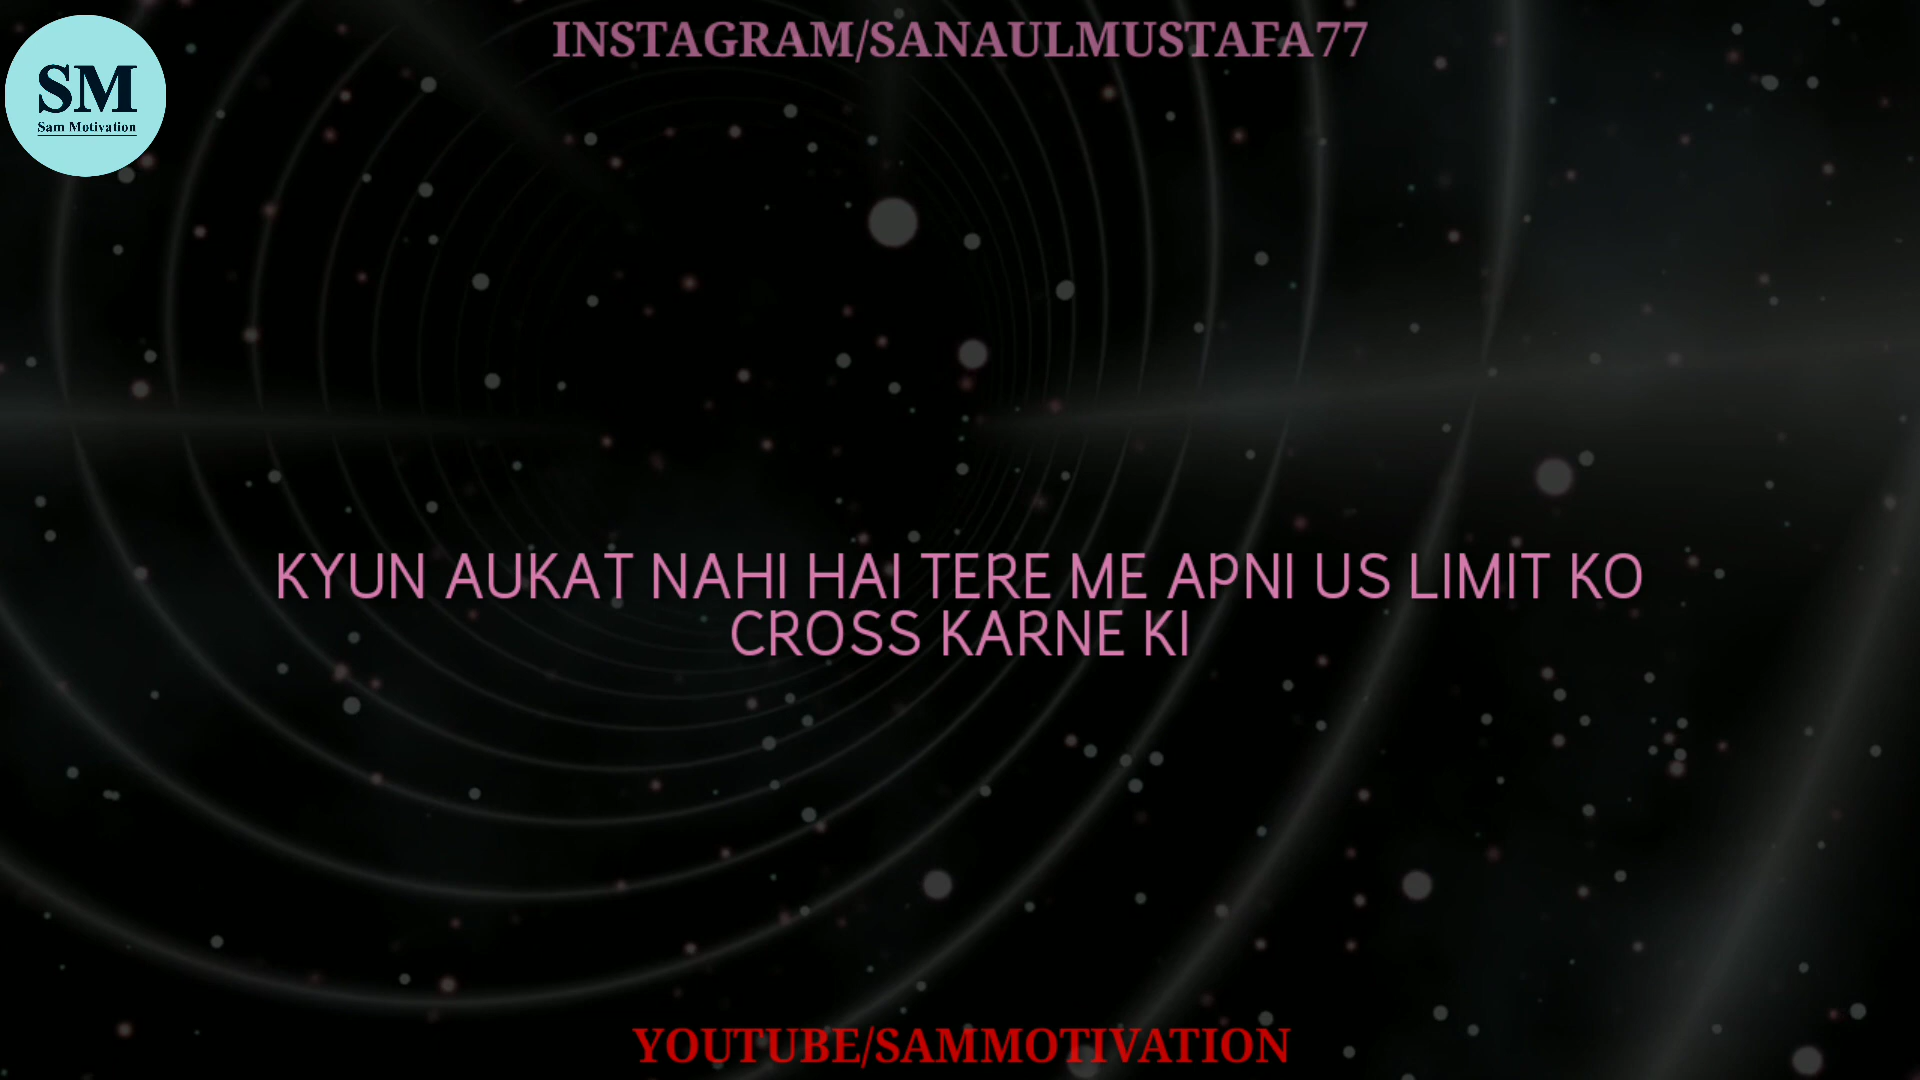 INSTAGRAM/SANAULMUSTAFA77
SM
Sam Motivation
KYUN AUKAT NAHI HAI TERE ME APNI US LIMIT KO
CROSS KARNE KI
YOUTUBE/SAMMOTIVATION